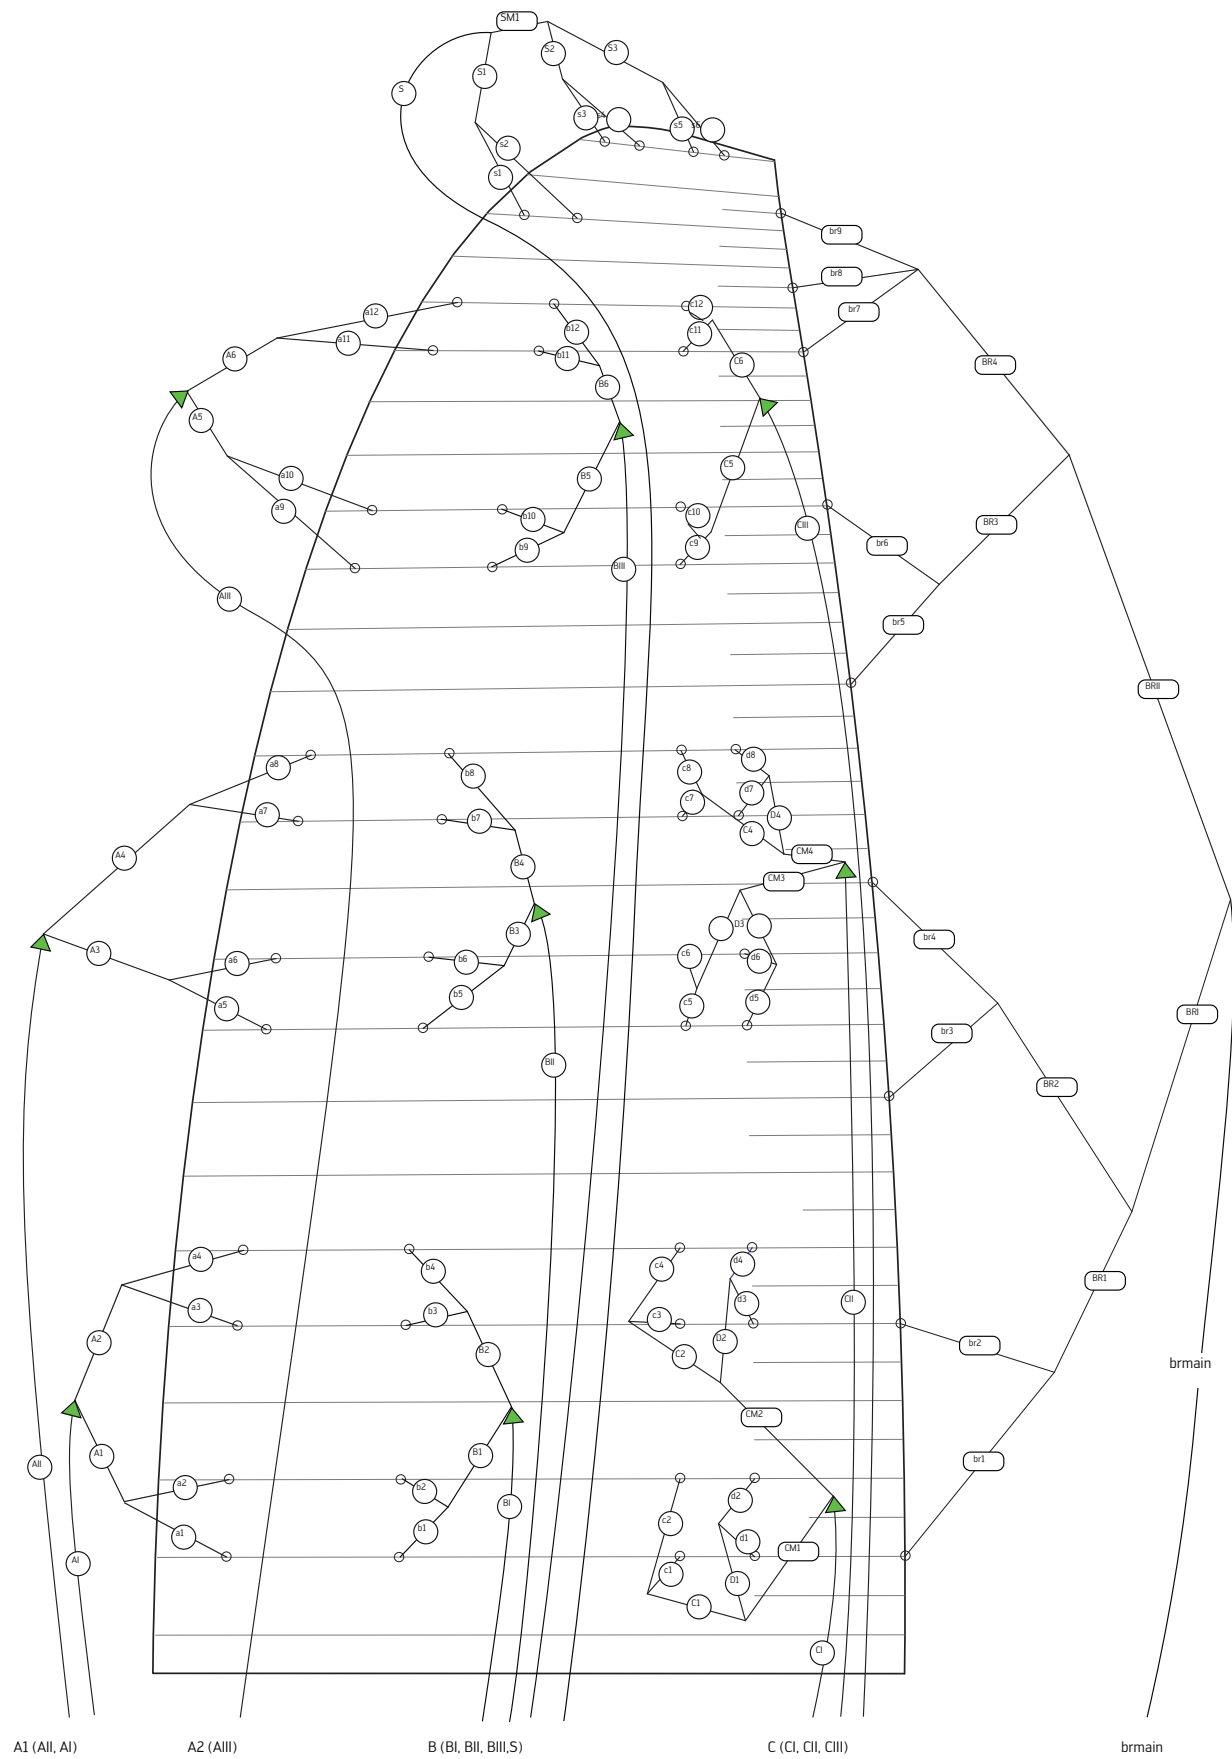 SM1
S2
S3
S1
S
s3
s4
s5
s6
s2
s1
br9
br8
br7
a12
b12
c12
a11
b11
c11
A6
B6
C6
BR4
A5
B5
C5
a10
b10
c10
a9
b9
c9
CIII
BR3
br6
BIII
AIII
br5
BRII
a8
b8
c8
d8
a7
b7
c7
d7
D4
C4
A4
B4
CM4
CM3
A3
B3
D3
br4
a6
b6
c6
d6
a5
b5
c5
d5
BRI
br3
BII
BR2
a4
b4
c4
d4
BR1
a3
b3
c3
d3
CII
A2
B2
C2
D2
br2
brmain
CM2
A1
B1
br1
AII
a2
b2
c2
d2
BI
a1
b1
c1
d1
CM1
AI
D1
C1
CI
A1 (AII, AI)
A2 (AIII)
B (BI, BII, BIII,S)
C (CI, CII, CIII)
brmain